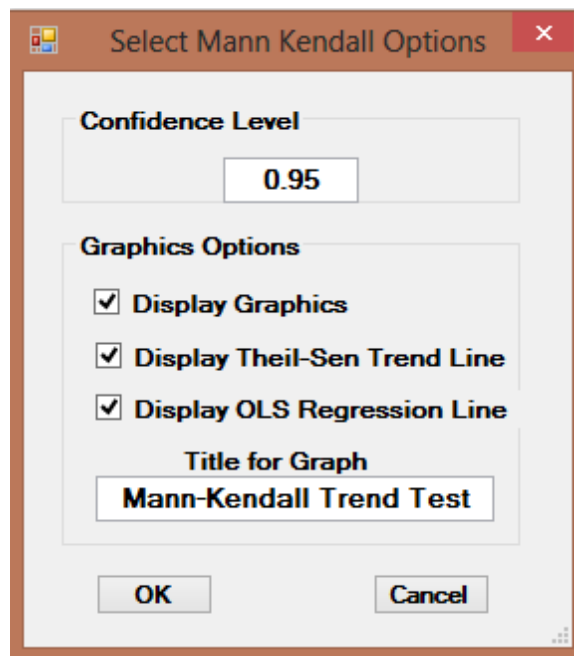 Select Mann Kendall Options
Confidence Level
0.95
Graphics Options
Display Graphics
Display Theil-Sen Trend Line
Display OLS Regression Line
Title for Graph
Mann-Kendall Trend Test
OK Cancel